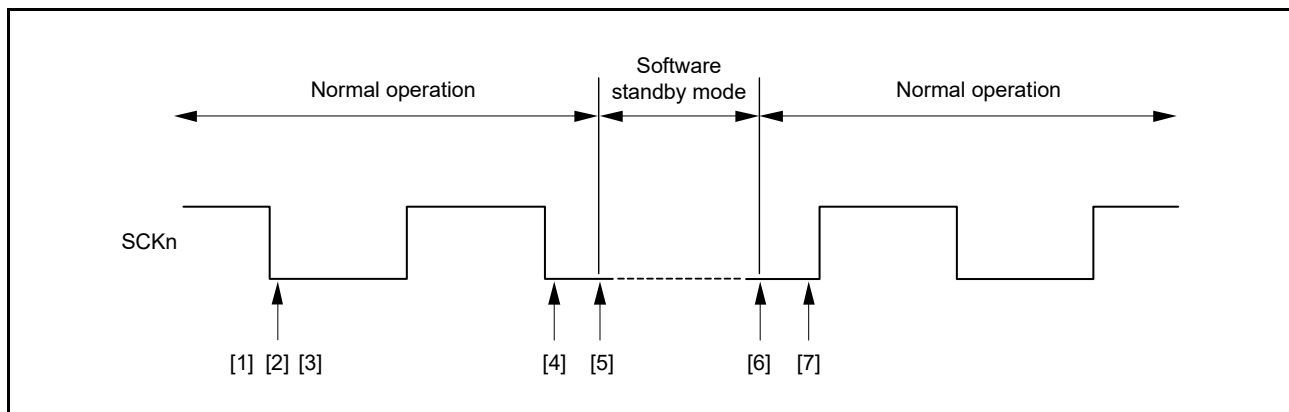 Software
Normal operation standby mode Normal operation
SCKn
[1] [2] [3] [4] [5] [6] [7]